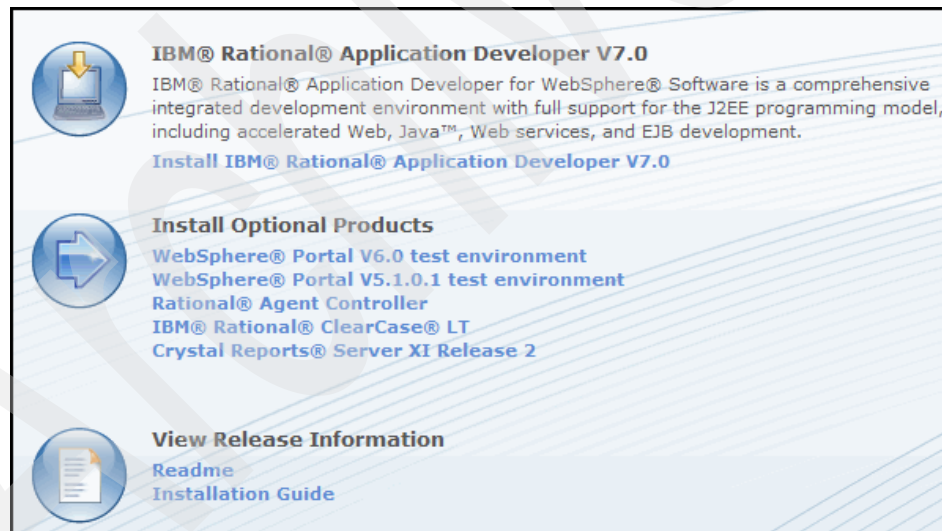 IBM® Rational® Application Developer V7.0
IBM® Rational® Application Developer for WebSphere® Software is a comprehensive
integrated development environment with full support for the J2EE programming model,
including accelerated Web, Java™, Web services, and EJB development.
Install IBM® Rational® Application Developer V7.0
Install Optional Products
WebSphere® Portal V6.0 test environment
WebSphere® Portal V5.1.0.1 test environment
Rational® Agent Controller
IBM® Rational® ClearCase® LT
Crystal Reports® Server XI Release 2
View Release Information
Readme
Installation Guide